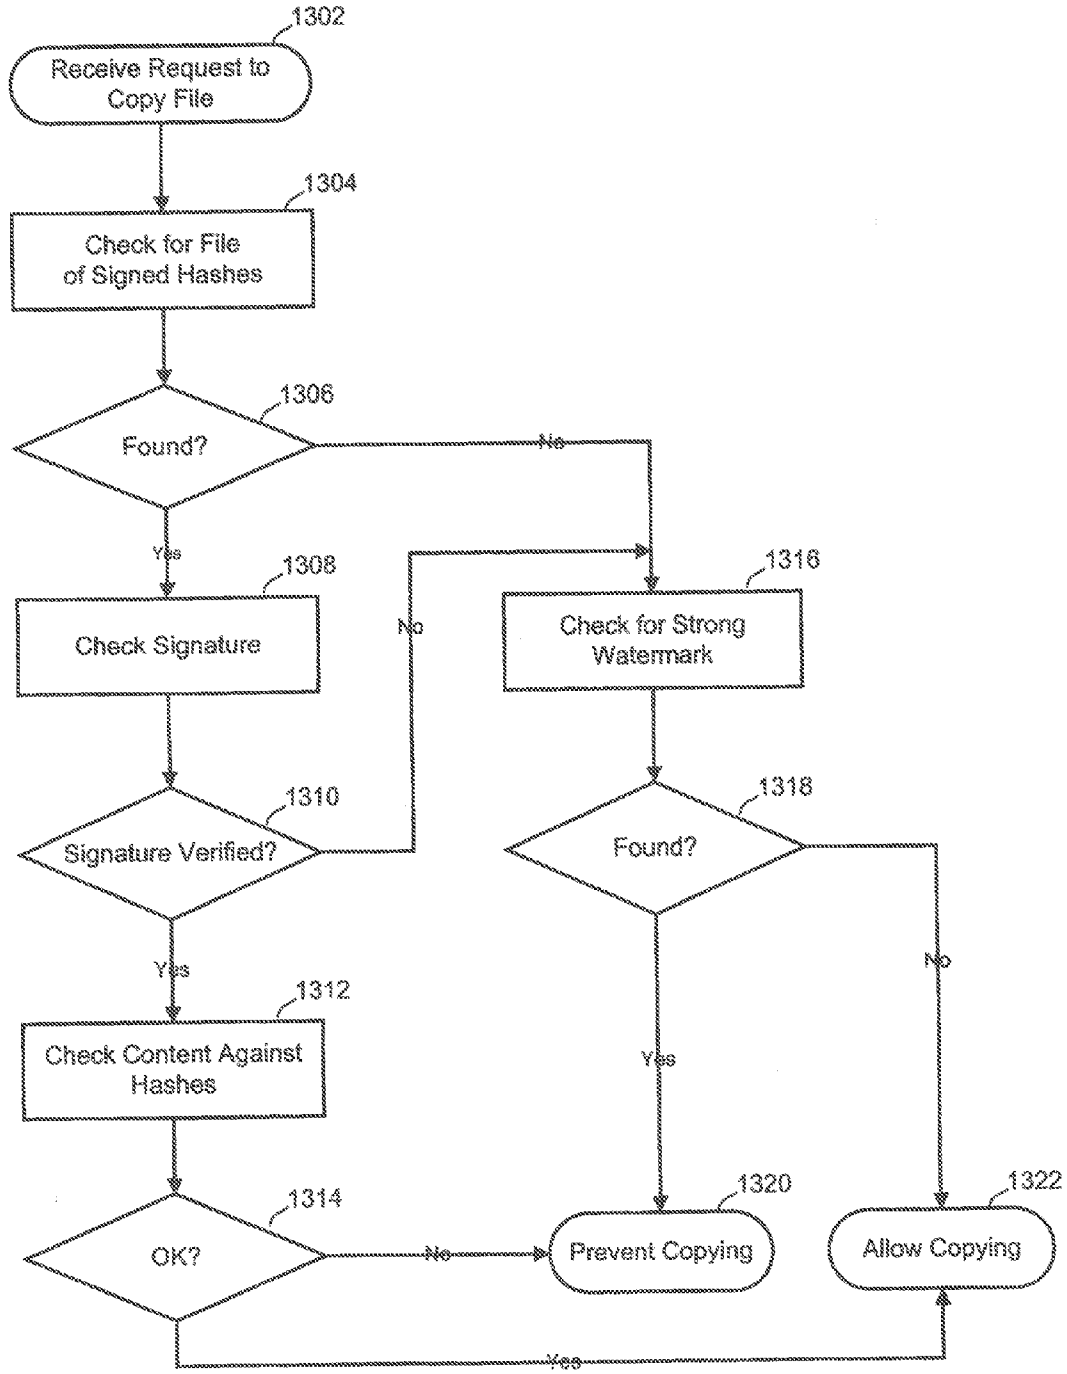 1302
Receive Request to
Copy File
1304
Check for File
of Signed Hashes
1306
Found?
No
Yes
1308
Check Signature
No
1316
Check for Strong
Watermark
1310
Signature Verified?
1318
Found?
Yes
No
1312
Check Content Against
Hashes
Yes
1314
OK?
No
1320
Prevent Copying
1322
Allow Copying
Yes